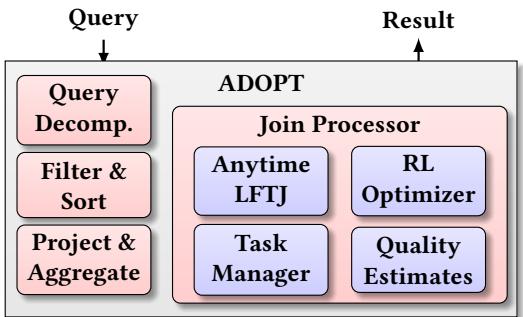 Query
Result
ADOPT
Query
Decomp.
Filter &
Sort
Project &
Aggregate
Join Processor
Anytime
LFTJ
RL
Optimizer
Task
Manager
Quality
Estimates